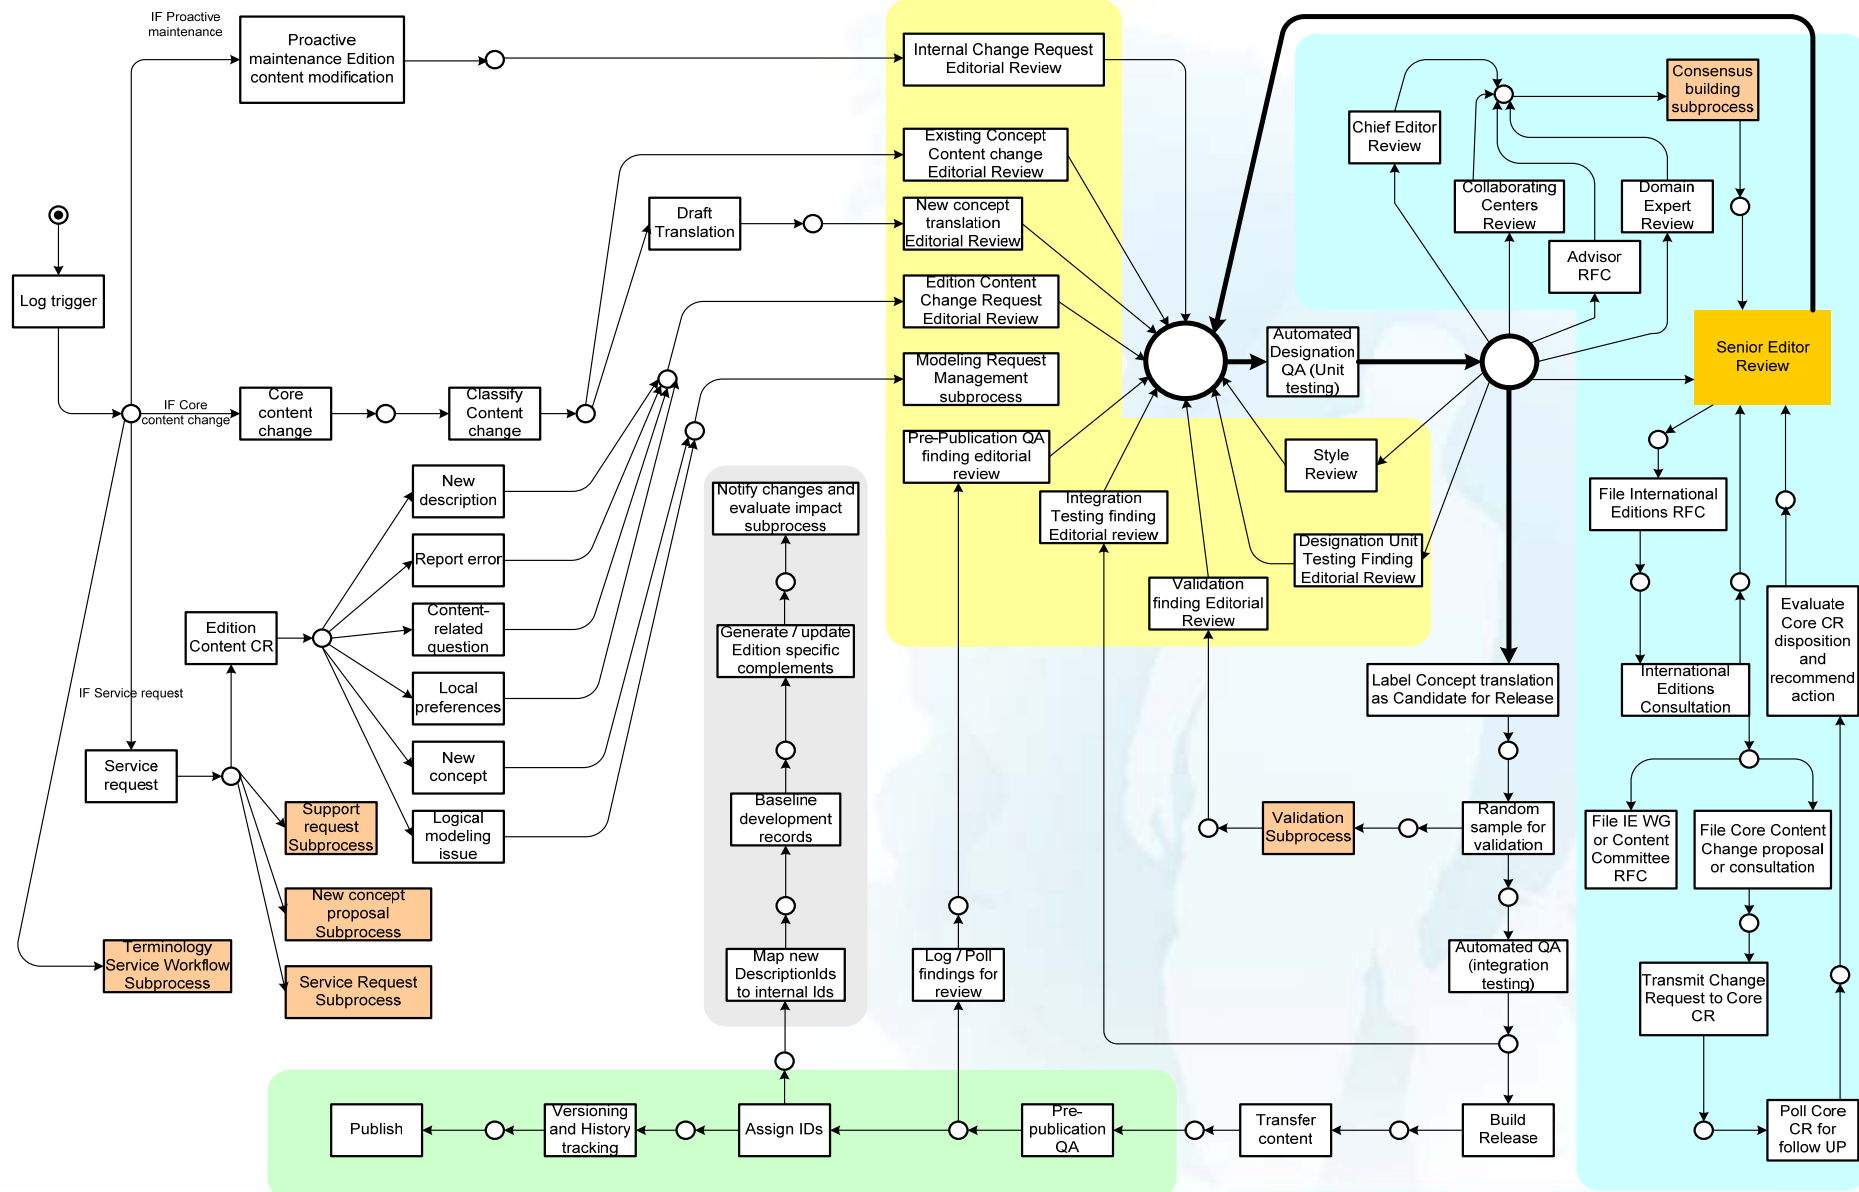 IF Proactive
maintenance
Proactive
maintenance Edition
content modification
Internal Change Request
Editorial Review
Existing Concept
Content change
Editorial Review
New concept
translation
Editorial Review
Edition Content
Change Request
Editorial Review
Modeling Request
Management
subprocess
Pre-Publication QA
finding editorial
review
Draft
Translation
Log trigger
IF Core
content change
Core
content
change
Classify
Content
change
New
description
Report error
Content-
related
question
Local
preferences
New
concept
Logical
modeling
issue
Edition
Content CR
IF Service request
Service
request
Support
request
Subprocess
New concept
proposal
Subprocess
Service Request
Subprocess
Terminology
Service Workflow
Subprocess
Notify changes and
evaluate impact
subprocess
Generate / update
Edition specific
complements
Baseline
development
records
Map new
DescriptionIds
to internal Ids
Log / Poll
findings for
review
Integration
Testing finding
Editorial review
Validation
finding Editorial
Review
Designation Unit
Testing Finding
Editorial Review
Style
Review
Automated
Designation
QA (Unit
testing)
Chief Editor
Review
Collaborating
Centers
Review
Advisor
RFC
Domain
Expert
Review
Consensus
building
subprocess
Senior Editor
Review
File International
Editions RFC
International
Editions
Consultation
Evaluate
Core CR
disposition
and
recommend
action
File IE WG
or Content
Committee
RFC
File Core Content
Change proposal
or consultation
Transmit Change
Request to Core
CR
Poll Core
CR for
follow UP
Label Concept translation
as Candidate for Release
Random
sample for
validation
Validation
Subprocess
Automated QA
(integration
testing)
Build
Release
Transfer
content
Pre-
publication
QA
Assign IDs
Versioning
and History
tracking
Publish